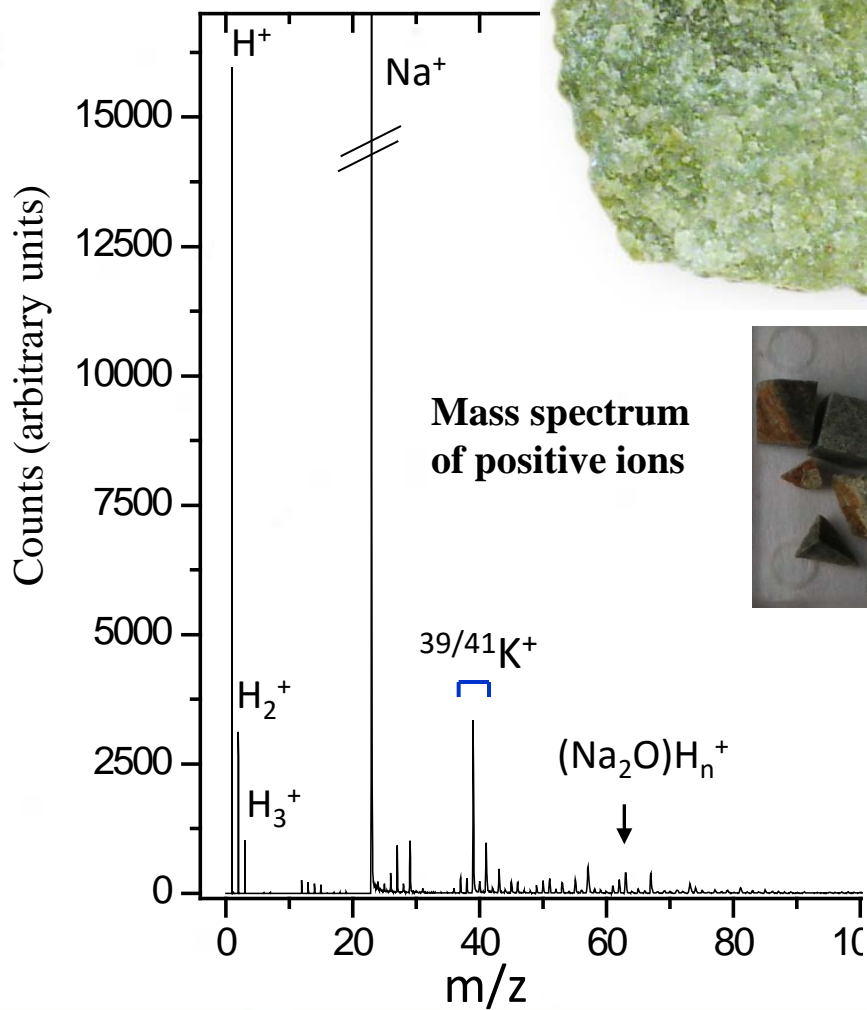 H⁺
Na⁺
15000
12500
10000
7500
5000
2500
0
Counts (arbitrary units)
Mass spectrum
of positive ions
³⁹/⁴¹K⁺
H₂⁺
(Na₂O)Hₙ⁺
H₃⁺
0 20 40 60 80
m/z